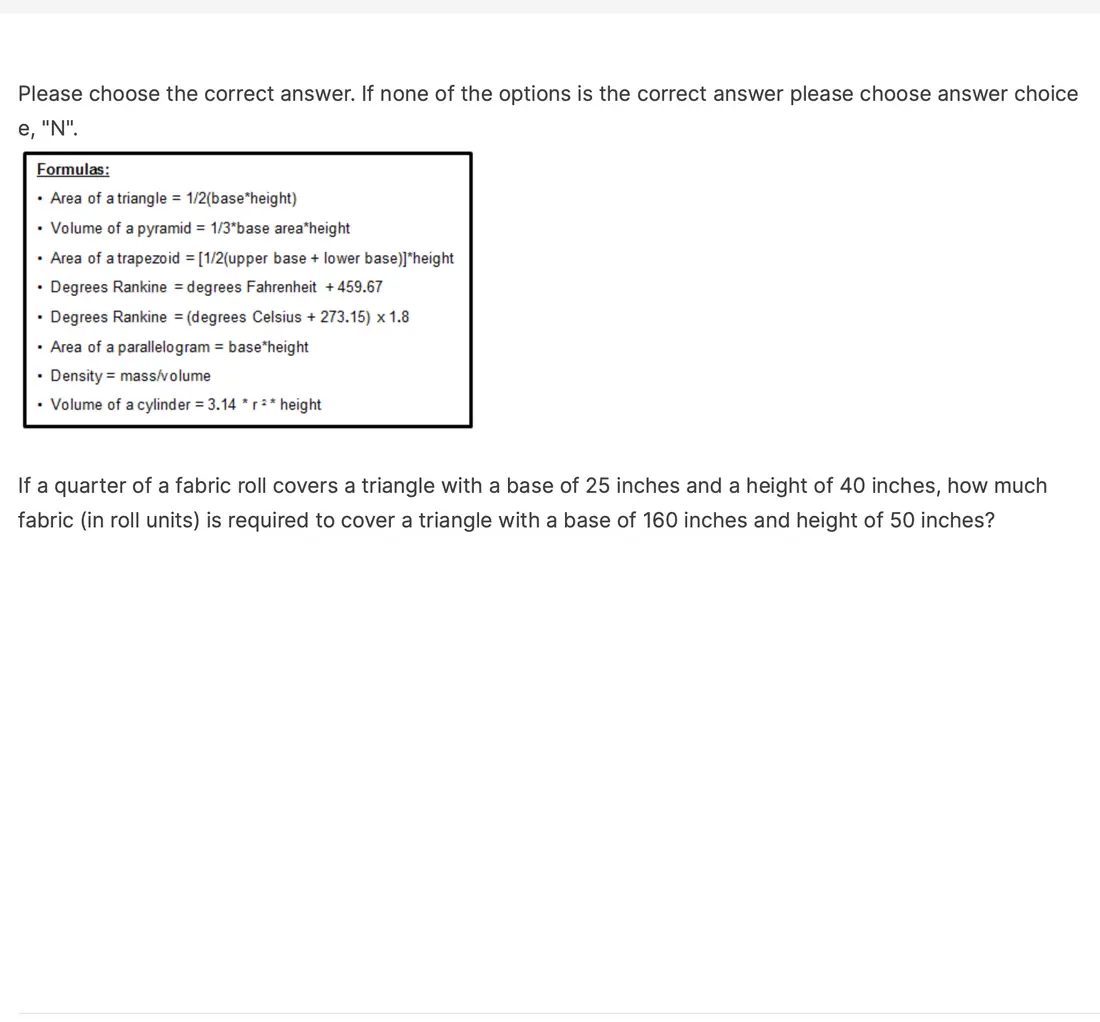 Please choose the correct answer. If none of the options is the correct answer please choose answer choice
e, "N".
Formulas:
• Area of a triangle = 1/2(base*height)
• Volume of a pyramid = 1/3*base area*height
• Area of a trapezoid = [1/2(upper base + lower base)]*height
• Degrees Rankine = degrees Fahrenheit + 459.67
• Degrees Rankine = (degrees Celsius + 273.15) x 1.8
• Area of a parallelogram = base*height
• Density = mass/volume
• Volume of a cylinder = 3.14 * r ² * height
If a quarter of a fabric roll covers a triangle with a base of 25 inches and a height of 40 inches, how much
fabric (in roll units) is required to cover a triangle with a base of 160 inches and height of 50 inches?